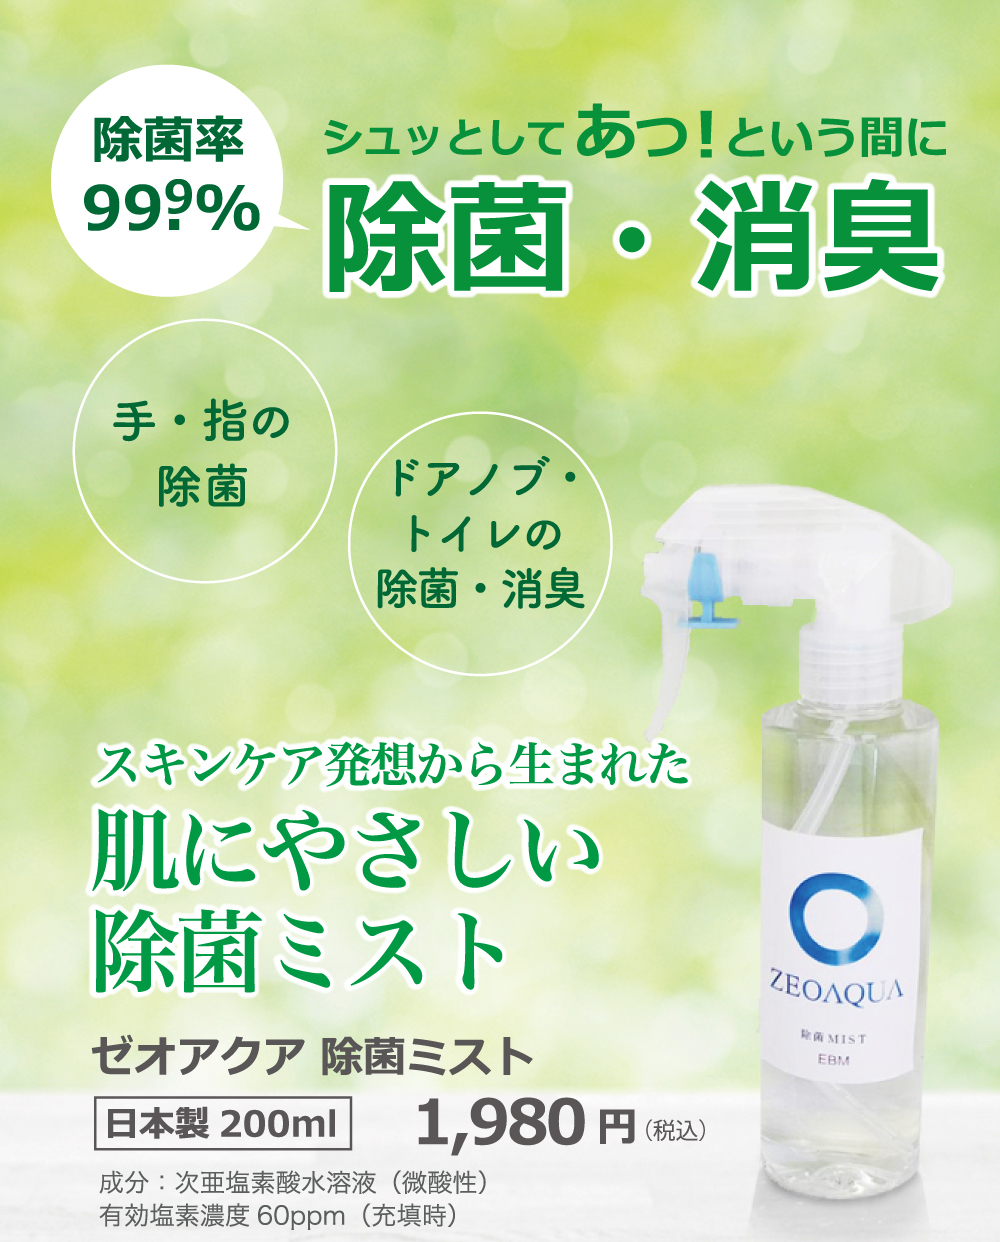 除菌率
99.9%
シュッとしてあっ!という間に
除菌・消臭
手・指の
除菌
ドアノブ・
トイレの
除菌・消臭
スキンケア発想から生まれた
肌にやさしい
除菌ミスト
ゼオアクア 除菌ミスト
日本製 200ml
1,980円(税込)
成分：次亜塩素酸水溶液（微酸性）
有効塩素濃度 60ppm（充填時）
ZEOΛQUΛ
除菌MIST
EBM